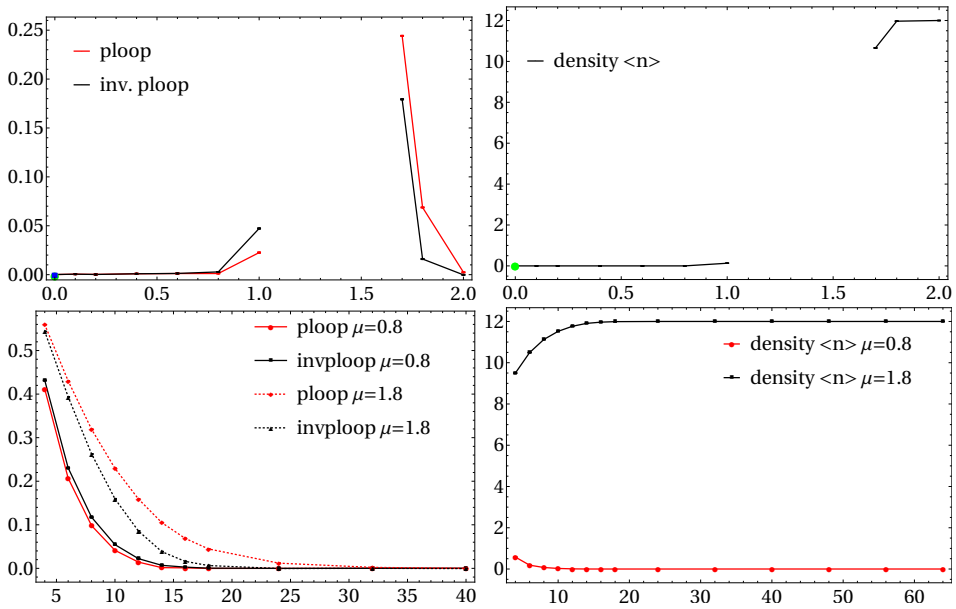 0.25
0.20
0.15
0.10
0.05
0.00
ploop
inv. ploop
0.0 0.5 1.0 1.5 2.0
12
10
8
6
4
2
0
density <n>
0.0 0.5 1.0 1.5 2.0
0.5
0.4
0.3
0.2
0.1
0.0
ploop μ=0.8
invploop μ=0.8
ploop μ=1.8
invploop μ=1.8
5 10 15 20 25 30 35 40
12
10
8
6
4
2
0
density <n> μ=0.8
density <n> μ=1.8
10 20 30 40 50 60